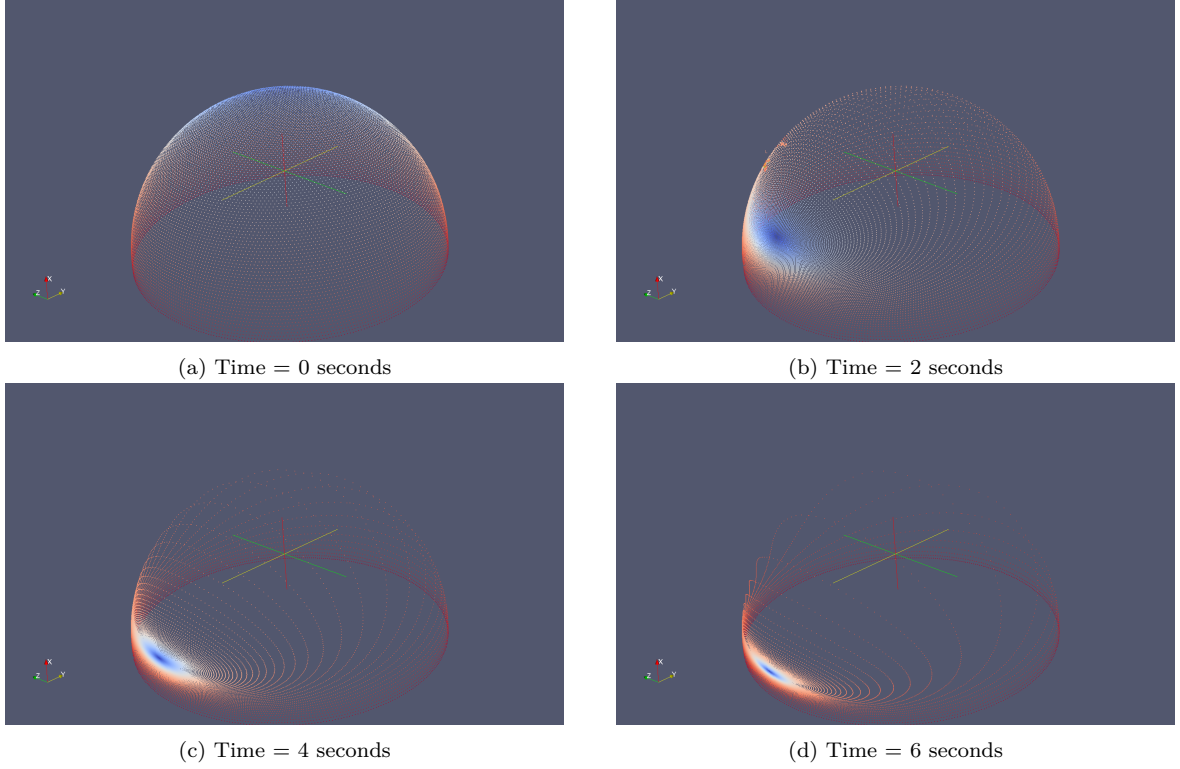 X
Z
Y
X
Z
Y
(a) Time = 0 seconds
(b) Time = 2 seconds
X
Z
Y
X
Z
Y
(c) Time = 4 seconds
(d) Time = 6 seconds